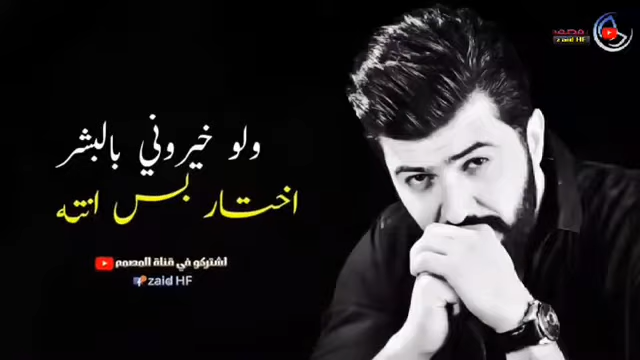 ولو خيروني بالبشر
اختار بس انته
اشتركو في قناة المصمم
zaid HF
zaid HF